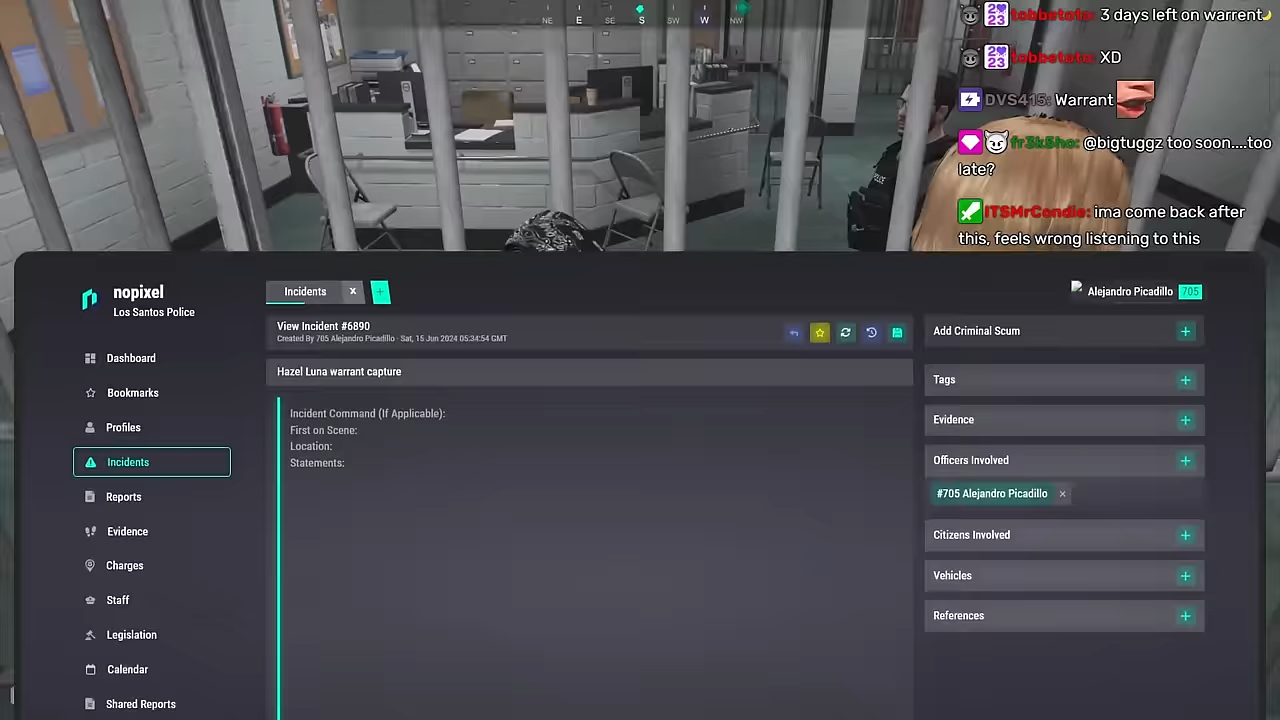 NE E SE S SW W NW
tobbetoto: 3 days left on warrent
tobbetoto: XD
DVS415: Warrant
fr3k8ho: @bigtuggz too soon....too
late?
ITSMrCondie: ima come back after
this, feels wrong listening to this
POLICE
nopixel
Los Santos Police
Dashboard
Bookmarks
Profiles
Incidents
Reports
Evidence
Charges
Staff
Legislation
Calendar
Shared Reports
Incidents x +
View Incident #6890
Created By 705 Alejandro Picadillo - Sat, 15 Jun 2024 05:34:54 GMT
Hazel Luna warrant capture
Incident Command (If Applicable):
First on Scene:
Location:
Statements:
Alejandro Picadillo 705
Add Criminal Scum +
Tags +
Evidence +
Officers Involved +
#705 Alejandro Picadillo x
Citizens Involved +
Vehicles +
References +